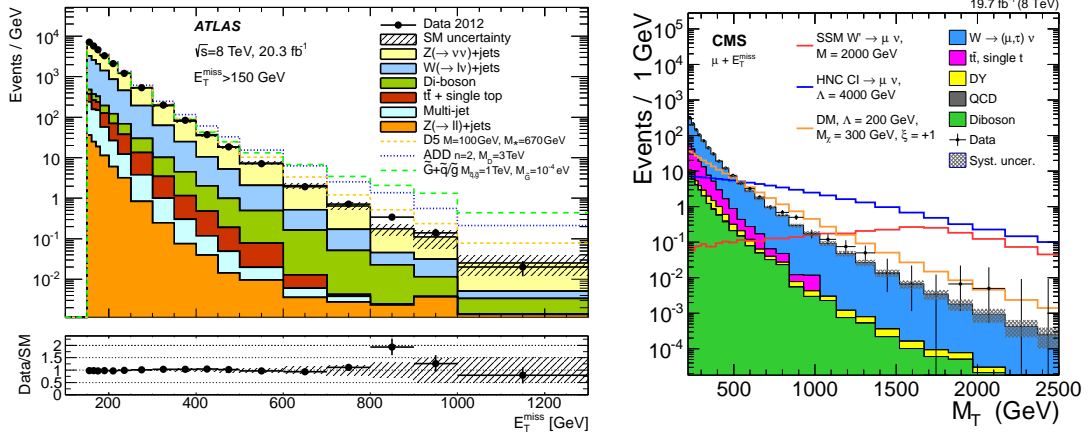 ATLAS
√s=8 TeV, 20.3 fb⁻¹
E_T^miss>150 GeV
Data 2012
SM uncertainty
Z(→ νν)+jets
W(→ lν)+jets
Di-boson
tt̄ + single top
Multi-jet
Z(→ ll)+jets
D5 M=100GeV, M_*=670GeV
ADD n=2, M_D=3TeV
G̃+q̃/g̃ M_q̃,g̃=1TeV, M_G̃=10⁻⁴eV
Events / GeV
10⁴
10³
10²
10
1
10⁻¹
10⁻²
Data/SM
2
1.5
1
0.5
0
200 400 600 800 1000 1200
E_T^miss [GeV]
19.7 fb⁻¹ (8 TeV)
CMS
μ + E_T^miss
SSM W' → μ ν,
M = 2000 GeV
HNC CI → μ ν,
Λ = 4000 GeV
DM, Λ = 200 GeV,
M_χ = 300 GeV, ξ = +1
W → (μ,τ) ν
tt̄, single t
DY
QCD
Diboson
Data
Syst. uncer.
Events / 1 GeV
10⁵
10⁴
10³
10²
10
1
10⁻¹
10⁻²
10⁻³
10⁻⁴
500 1000 1500 2000 2500
M_T (GeV)